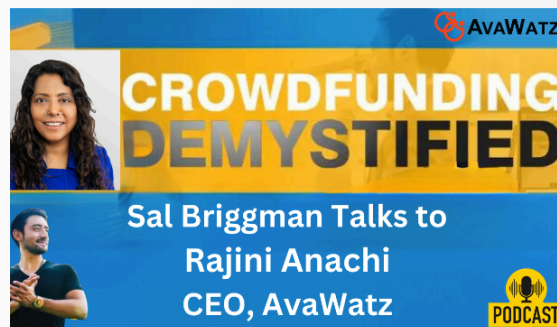 AVAWATZ
CROWDFUNDING
DEMYSTIFIED
Sal Briggman Talks to
Rajini Anachi
CEO, AvaWatz
PODCAST